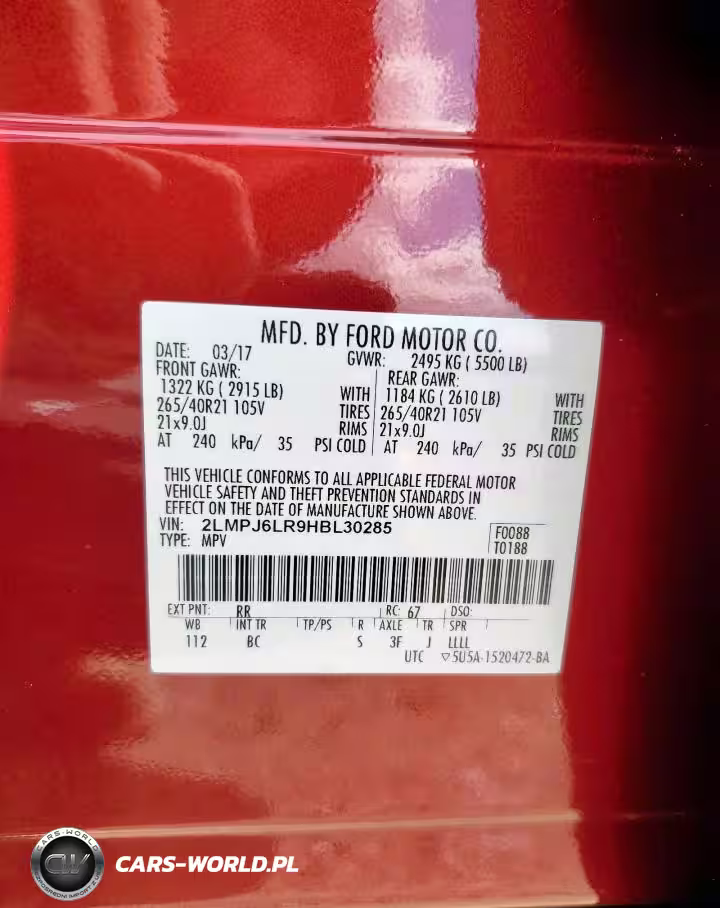 MFD. BY FORD MOTOR CO.
DATE: 03/17 GVWR: 2495 KG ( 5500 LB)
FRONT GAWR: REAR GAWR:
1322 KG ( 2915 LB) WITH 1184 KG ( 2610 LB) WITH
265/40R21 105V TIRES 265/40R21 105V TIRES
21x9.0J RIMS 21x9.0J RIMS
AT 240 kPa/ 35 PSI COLD AT 240 kPa/ 35 PSI COLD
THIS VEHICLE CONFORMS TO ALL APPLICABLE FEDERAL MOTOR
VEHICLE SAFETY AND THEFT PREVENTION STANDARDS IN
EFFECT ON THE DATE OF MANUFACTURE SHOWN ABOVE.
VIN: 2LMPJ6LR9HBL30285 F0088
TYPE: MPV T0188
EXT PNT: RR RC: 67 DSO:
WB INT TR TP/PS R AXLE TR SPR
112 BC S 3F J LLLL
UTC ▽5U5A-1520472-BA
CARS-WORLD
CW
CARS-WORLD.PL